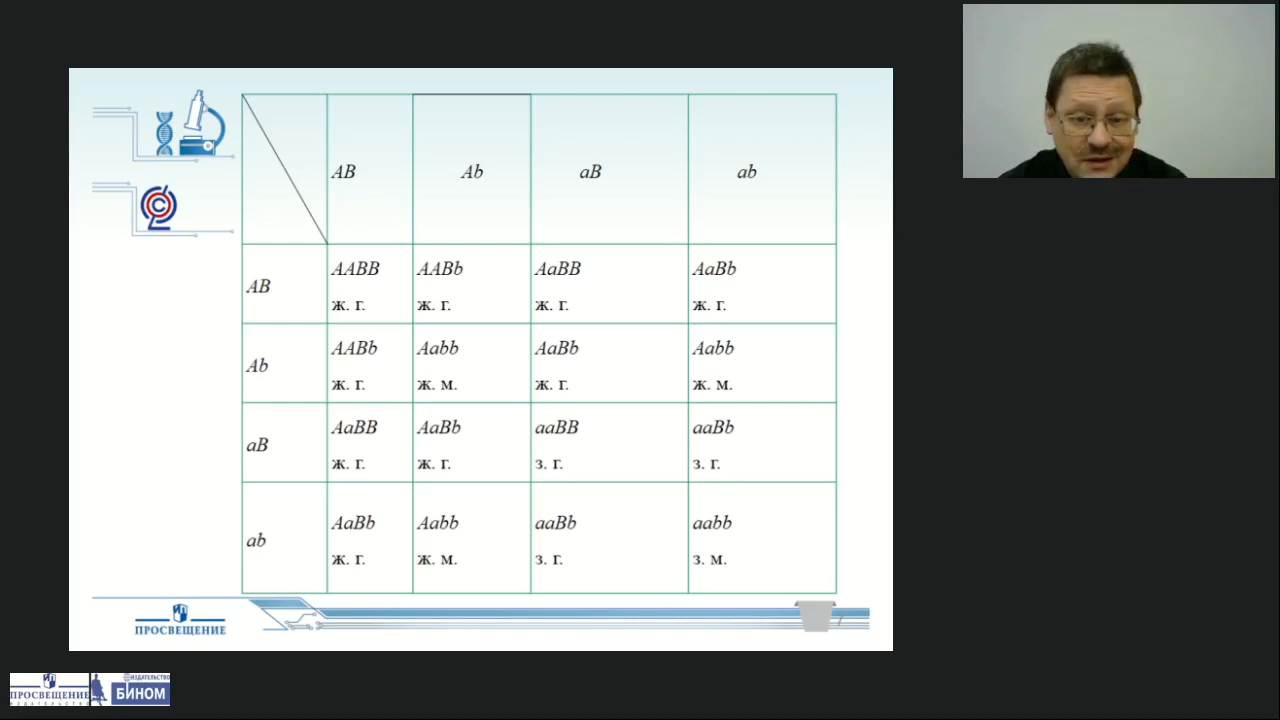 AB Ab aB ab
AB AABB AABb AaBB AaBb
ж. г. ж. г. ж. г. ж. г.
Ab AABb Aabb AaBb Aabb
ж. г. ж. м. ж. г. ж. м.
aB AaBB AaBb aaBB aaBb
ж. г. ж. г. з. г. з. г.
ab AaBb Aabb aaBb aabb
ж. г. ж. м. з. г. з. м.
ПРОСВЕЩЕНИЕ
ПРОСВЕЩЕНИЕ
ИЗДАТЕЛЬСТВО
ИЗДАТЕЛЬСТВО
БИНОМ